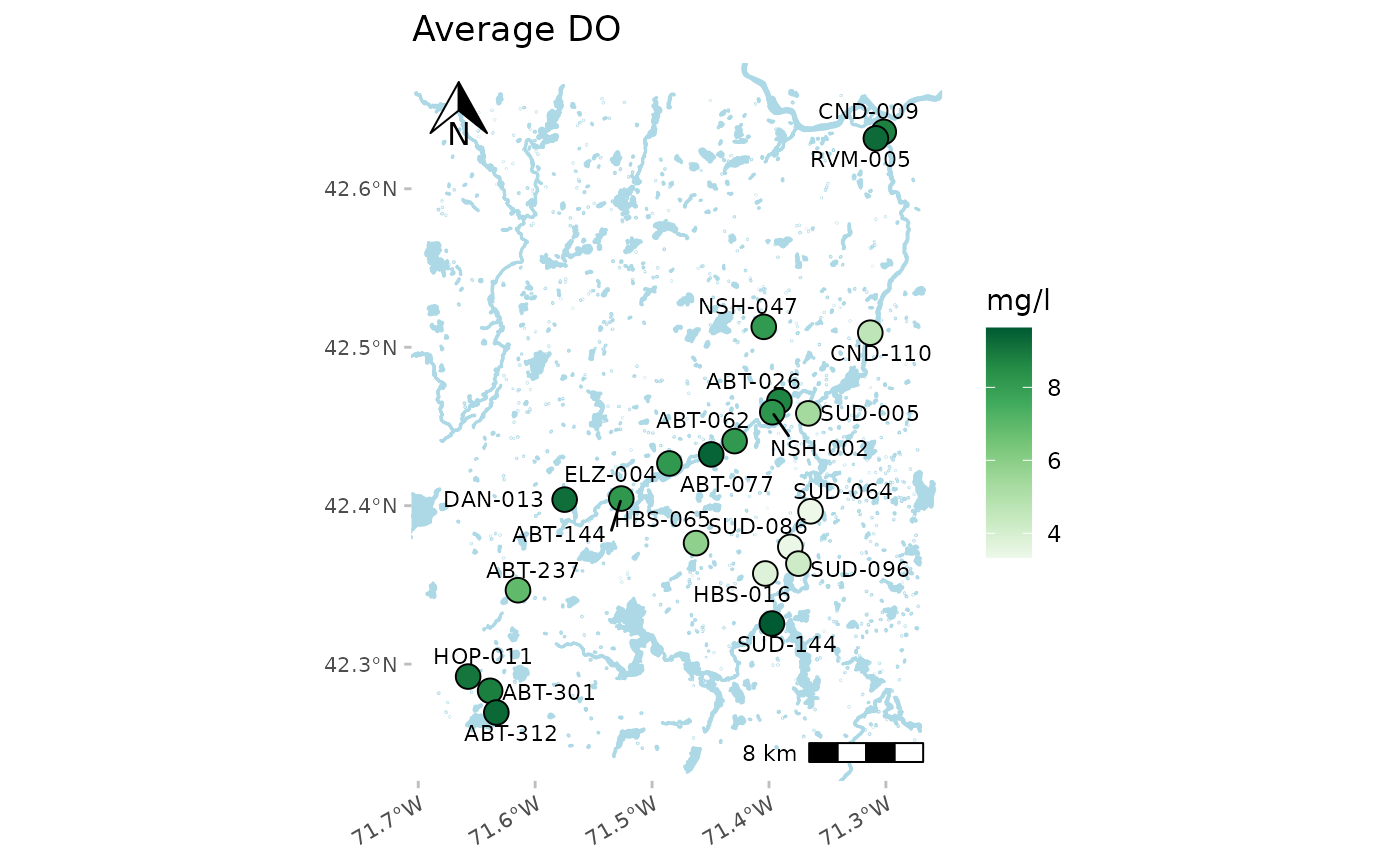 Average DO
N
CND-009
RVM-005
42.6°N
NSH-047
42.5°N
CND-110
ABT-026
SUD-005
ABT-062
NSH-002
ELZ-004
ABT-077
DAN-013
SUD-064
42.4°N
HBS-065
SUD-086
ABT-144
ABT-237
SUD-096
HBS-016
SUD-144
HOP-011
42.3°N
ABT-301
ABT-312
8 km
71.7°W
71.6°W
71.5°W
71.4°W
71.3°W
mg/l
8
6
4